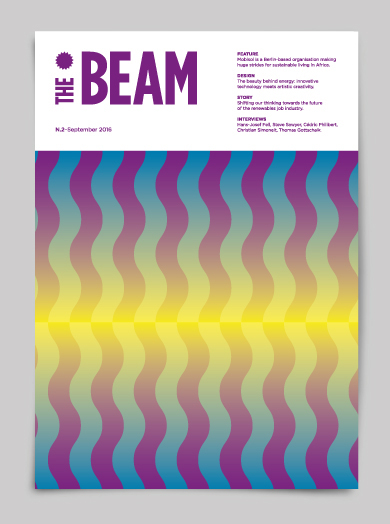 THE BEAM
N.2-September 2016
FEATURE
Mobisol is a Berlin-based organisation making
huge strides for sustainable living in Africa.
DESIGN
The beauty behind energy: innovative
technology meets artistic creativity.
STORY
Shifting our thinking towards the future
of the renewables job industry.
INTERVIEWS
Hans-Josef Fell, Steve Sawyer, Cédric Philibert,
Christian Simoneit, Thomas Gottschalk